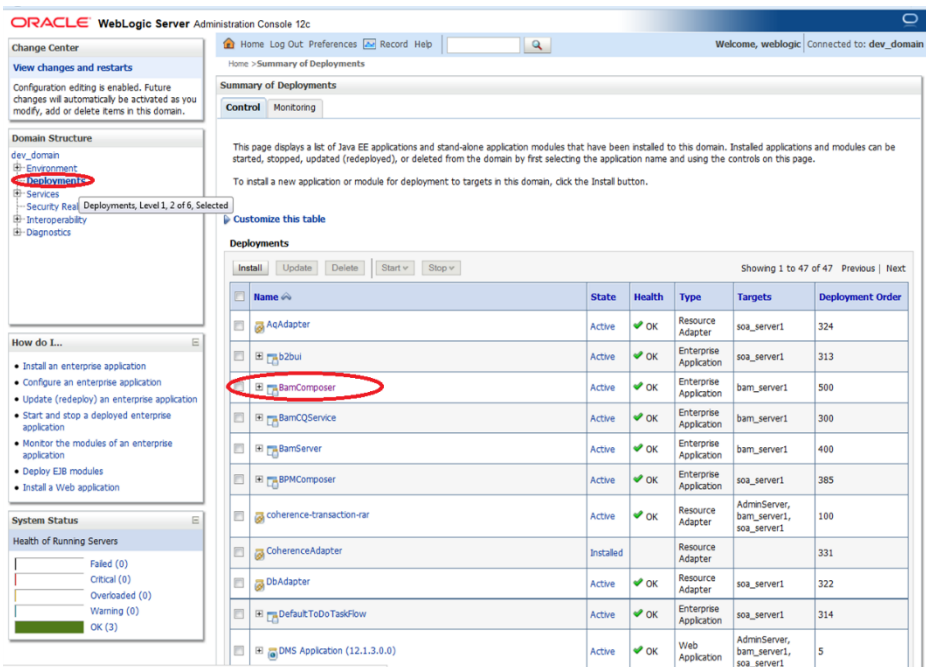 ORACLE WebLogic Server Administration Console 12c
Change Center
View changes and restarts
Configuration editing is enabled. Future
changes will automatically be activated as you
modify, add or delete items in this domain.
Domain Structure
dev_domain
Environment
Deployments
Services
Security Real
Deployments, Level 1, 2 of 6, Selected
Interoperability
Diagnostics
How do I...
Install an enterprise application
Configure an enterprise application
Update (redeploy) an enterprise application
Start and stop a deployed enterprise
application
Monitor the modules of an enterprise
application
Deploy EJB modules
Install a Web application
System Status
Health of Running Servers
Failed (0)
Critical (0)
Overloaded (0)
Warning (0)
OK (3)
Home Log Out Preferences Record Help
Welcome, weblogic Connected to: dev_domain
Home >Summary of Deployments
Summary of Deployments
Control Monitoring
This page displays a list of Java EE applications and stand-alone application modules that have been installed to this domain. Installed applications and modules can be
started, stopped, updated (redeployed), or deleted from the domain by first selecting the application name and using the controls on this page.
To install a new application or module for deployment to targets in this domain, click the Install button.
Customize this table
Deployments
Install Update Delete Start Stop Showing 1 to 47 of 47 Previous | Next
Name State Health Type Targets Deployment Order
AqAdapter Active OK Resource Adapter soa_server1 324
b2bui Active OK Enterprise Application soa_server1 313
BamComposer Active OK Enterprise Application bam_server1 500
BamCQService Active OK Enterprise Application bam_server1 300
BamServer Active OK Enterprise Application bam_server1 400
BPMComposer Active OK Enterprise Application soa_server1 385
coherence-transaction-rar Active OK Resource Adapter AdminServer, bam_server1, soa_server1 100
CoherenceAdapter Installed Resource Adapter 331
DbAdapter Active OK Resource Adapter soa_server1 322
DefaultToDoTaskFlow Active OK Enterprise Application soa_server1 314
DMS Application (12.1.3.0.0) Active OK Web Application AdminServer, bam_server1, soa_server1 5